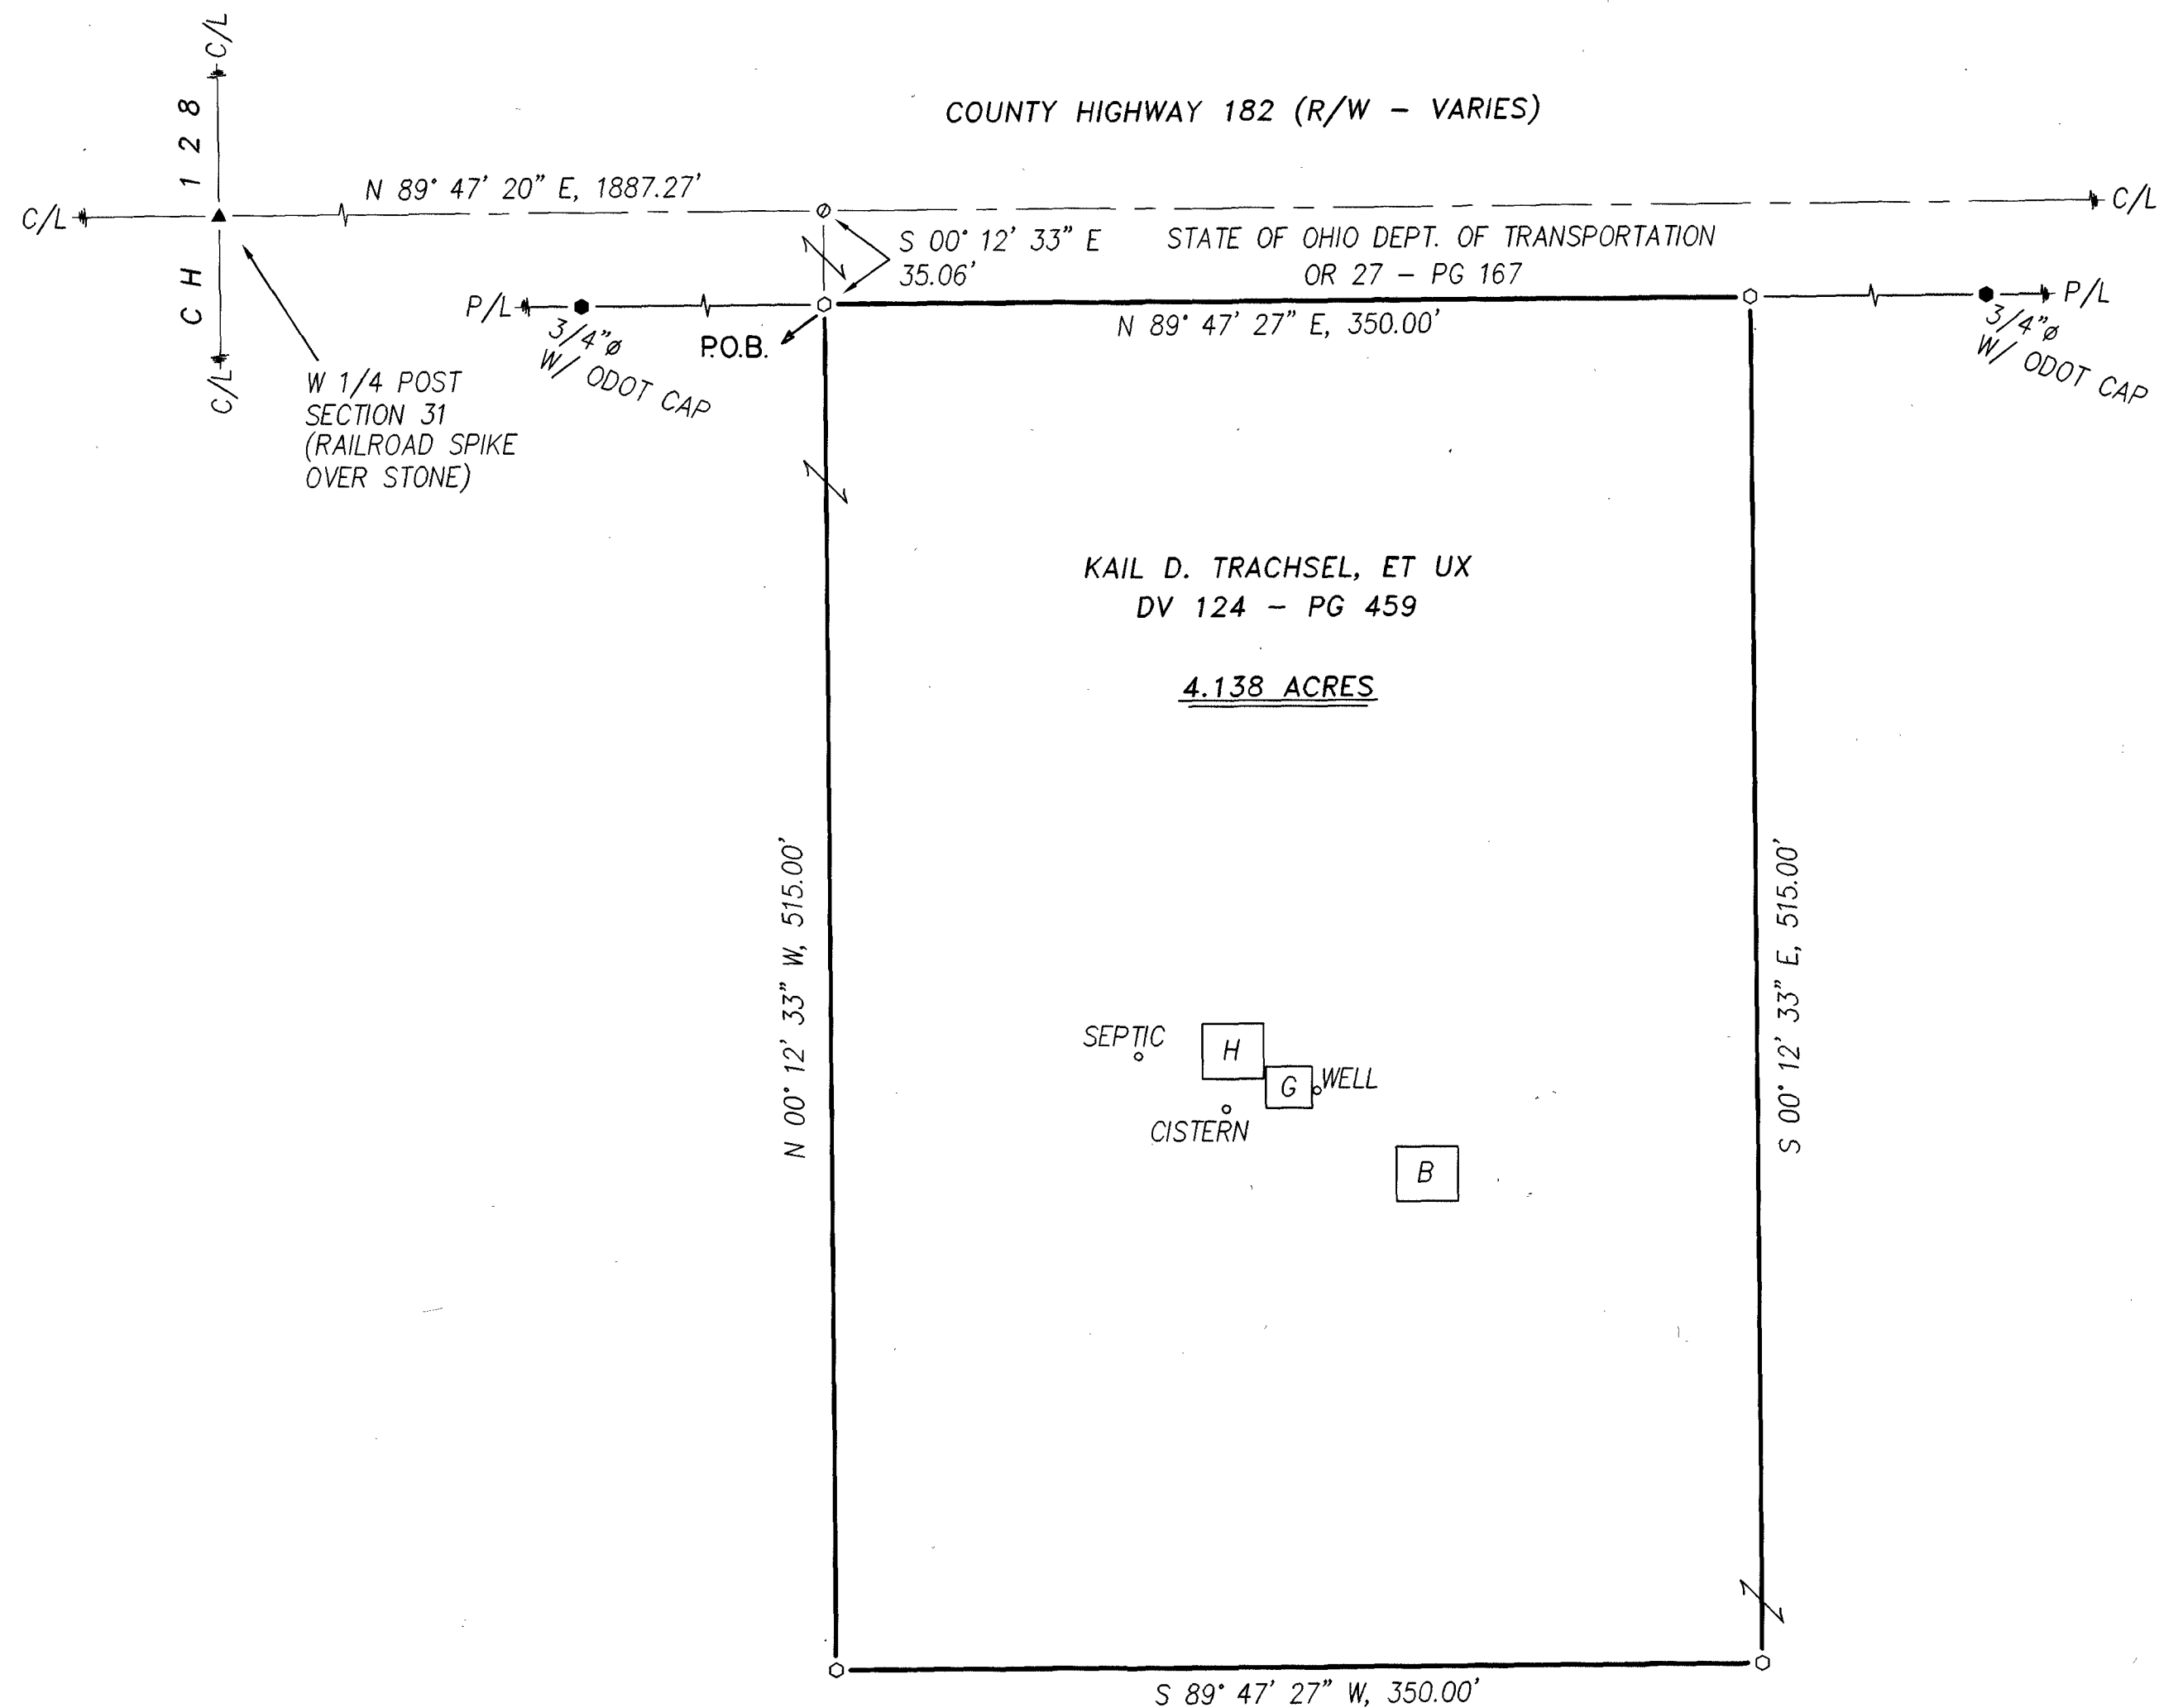 COUNTY HIGHWAY 182 (R/W – VARIES)
C/L
CH 128
C/L
C/L
N 89° 47' 20" E, 1887.27'
C/L
S 00° 12' 33" E
35.06'
STATE OF OHIO DEPT. OF TRANSPORTATION
OR 27 – PG 167
P/L
3/4"ø
W/ ODOT CAP
P.O.B.
N 89° 47' 27" E, 350.00'
P/L
3/4"ø
W/ ODOT CAP
W 1/4 POST
SECTION 31
(RAILROAD SPIKE
OVER STONE)
KAIL D. TRACHSEL, ET UX
DV 124 – PG 459
4.138 ACRES
N 00° 12' 33" W, 515.00'
S 00° 12' 33" E, 515.00'
SEPTIC
H
G
WELL
CISTERN
B
S 89° 47' 27" W, 350.00'